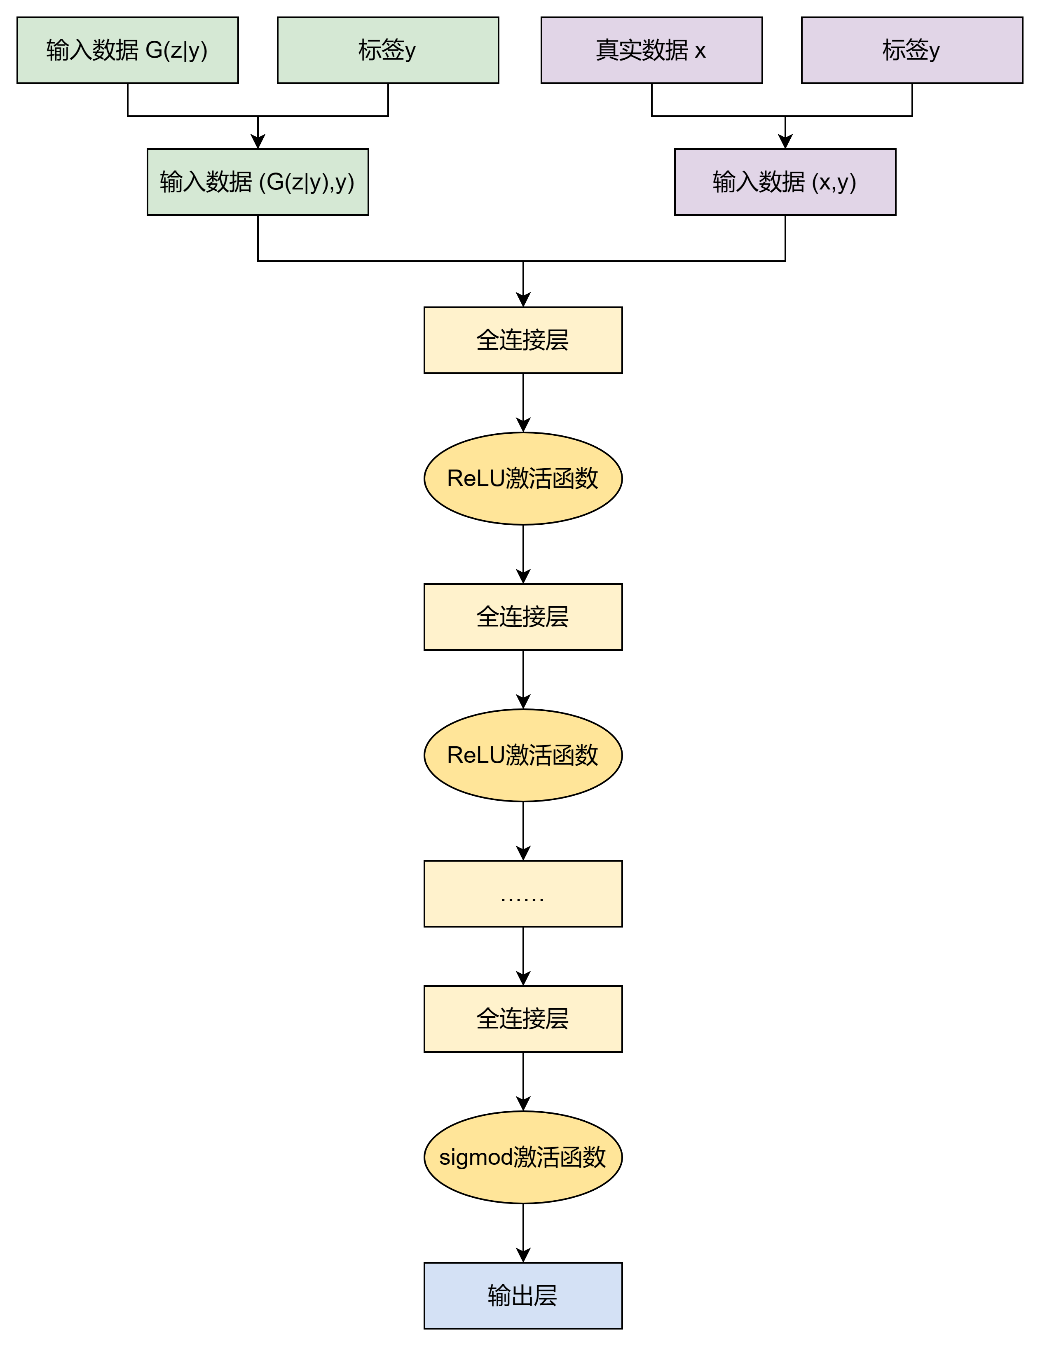 输入数据 G(z|y)
标签y
真实数据 x
标签y
输入数据 (G(z|y),y)
输入数据 (x,y)
全连接层
ReLU激活函数
全连接层
ReLU激活函数
……
全连接层
sigmod激活函数
输出层